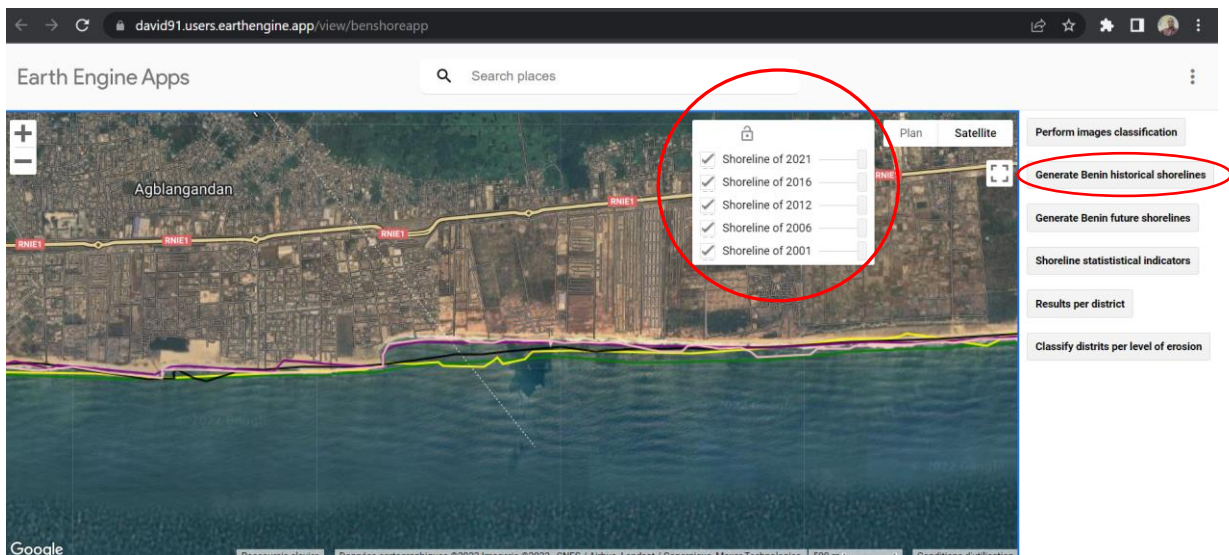 david91.users.earthengine.app/view/benshoreapp
Earth Engine Apps
Search places
Plan
Satellite
Shoreline of 2021
Shoreline of 2016
Shoreline of 2012
Shoreline of 2006
Shoreline of 2001
Agblangandan
RNIE1
RNIE1
RNIE1
RNIE
Perform images classification
Generate Benin historical shorelines
Generate Benin future shorelines
Shoreline statististical indicators
Results per district
Classify distrits per level of erosion
Google